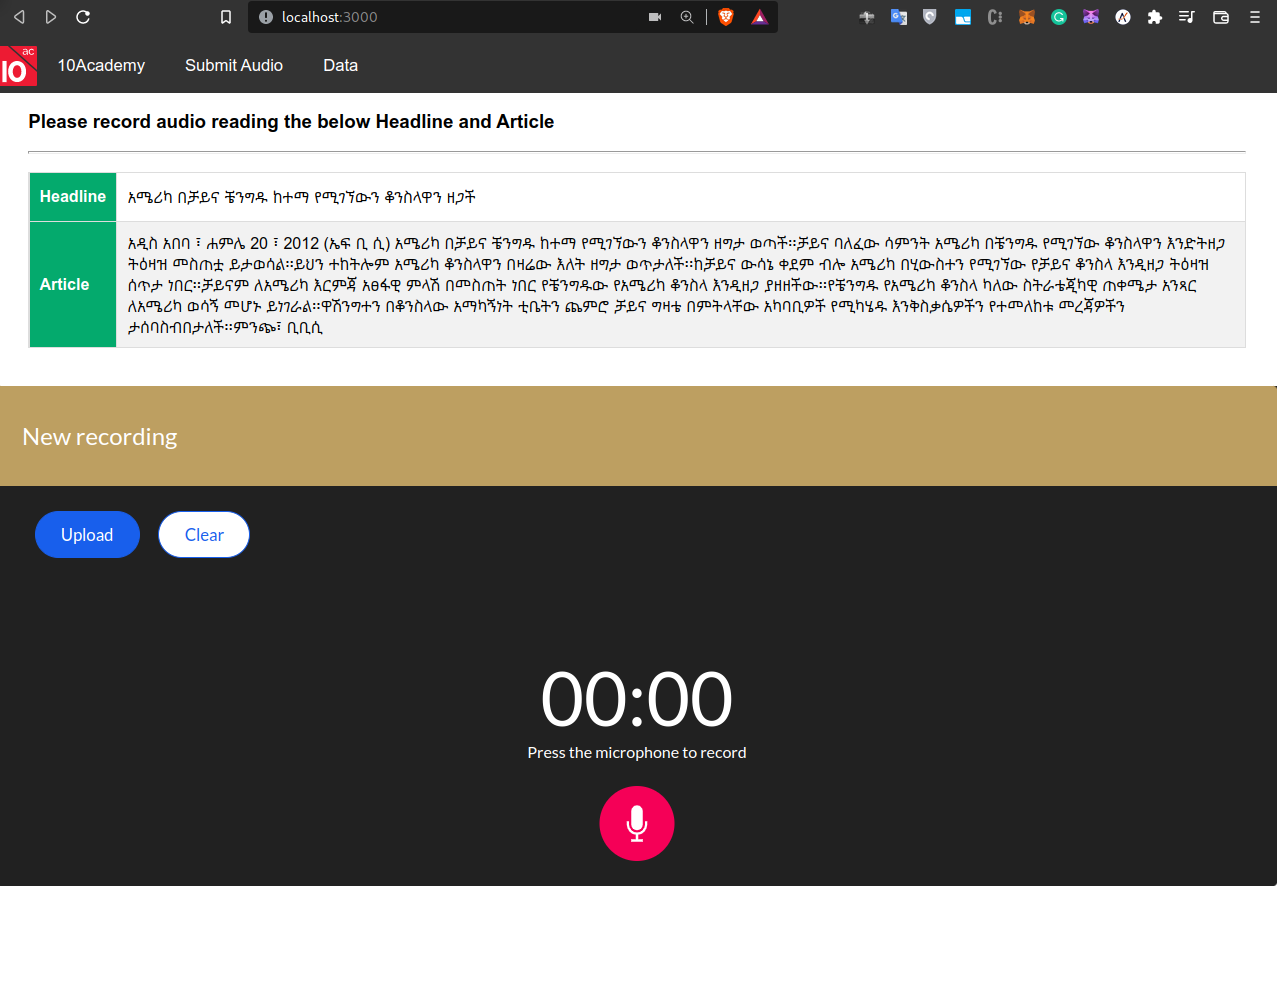 localhost:3000
ac
10
10Academy
Submit Audio
Data
Please record audio reading the below Headline and Article
Headline
አሜሪካ በቻይና ቼንግዱ ከተማ የሚገኘውን ቆንስላዋን ዘጋች
Article
አዲስ አበባ ፣ ሐምሌ 20 ፣ 2012 (ኤፍ ቢ ሲ) አሜሪካ በቻይና ቼንግዱ ከተማ የሚገኘውን ቆንስላዋን ዘግታ ወጣች።ቻይና ባለፈው ሳምንት አሜሪካ በቼንግዱ የሚገኘው ቆንስላዋን እንድትዘጋ
ትዕዛዝ መስጠቷ ይታወሳል።ይህን ተከትሎም አሜሪካ ቆንስላዋን በዛሬው እለት ዘግታ ወጥታለች።ከቻይና ውሳኔ ቀደም ብሎ አሜሪካ በሂውስተን የሚገኘው የቻይና ቆንስላ እንዲዘጋ ትዕዛዝ
ሰጥታ ነበር።ቻይናም ለአሜሪካ እርምጃ አፀፋዊ ምላሽ በመስጠት ነበር የቼንግዱው የአሜሪካ ቆንስላ እንዲዘጋ ያዘዘችው።የቼንግዱ የአሜሪካ ቆንስላ ካለው ስትራቴጂካዊ ጠቀሜታ አንጻር
ለአሜሪካ ወሳኝ መሆኑ ይነገራል።ዋሽንግተን በቆንስላው አማካኝነት ቲቤትን ጨምሮ ቻይና ግዛቴ በምትላቸው አካባቢዎች የሚካሄዱ እንቅስቃሴዎችን የተመለከቱ መረጃዎችን
ታሰባስብበታለች።ምንጭ፣ ቢቢሲ
New recording
Upload
Clear
00:00
Press the microphone to record